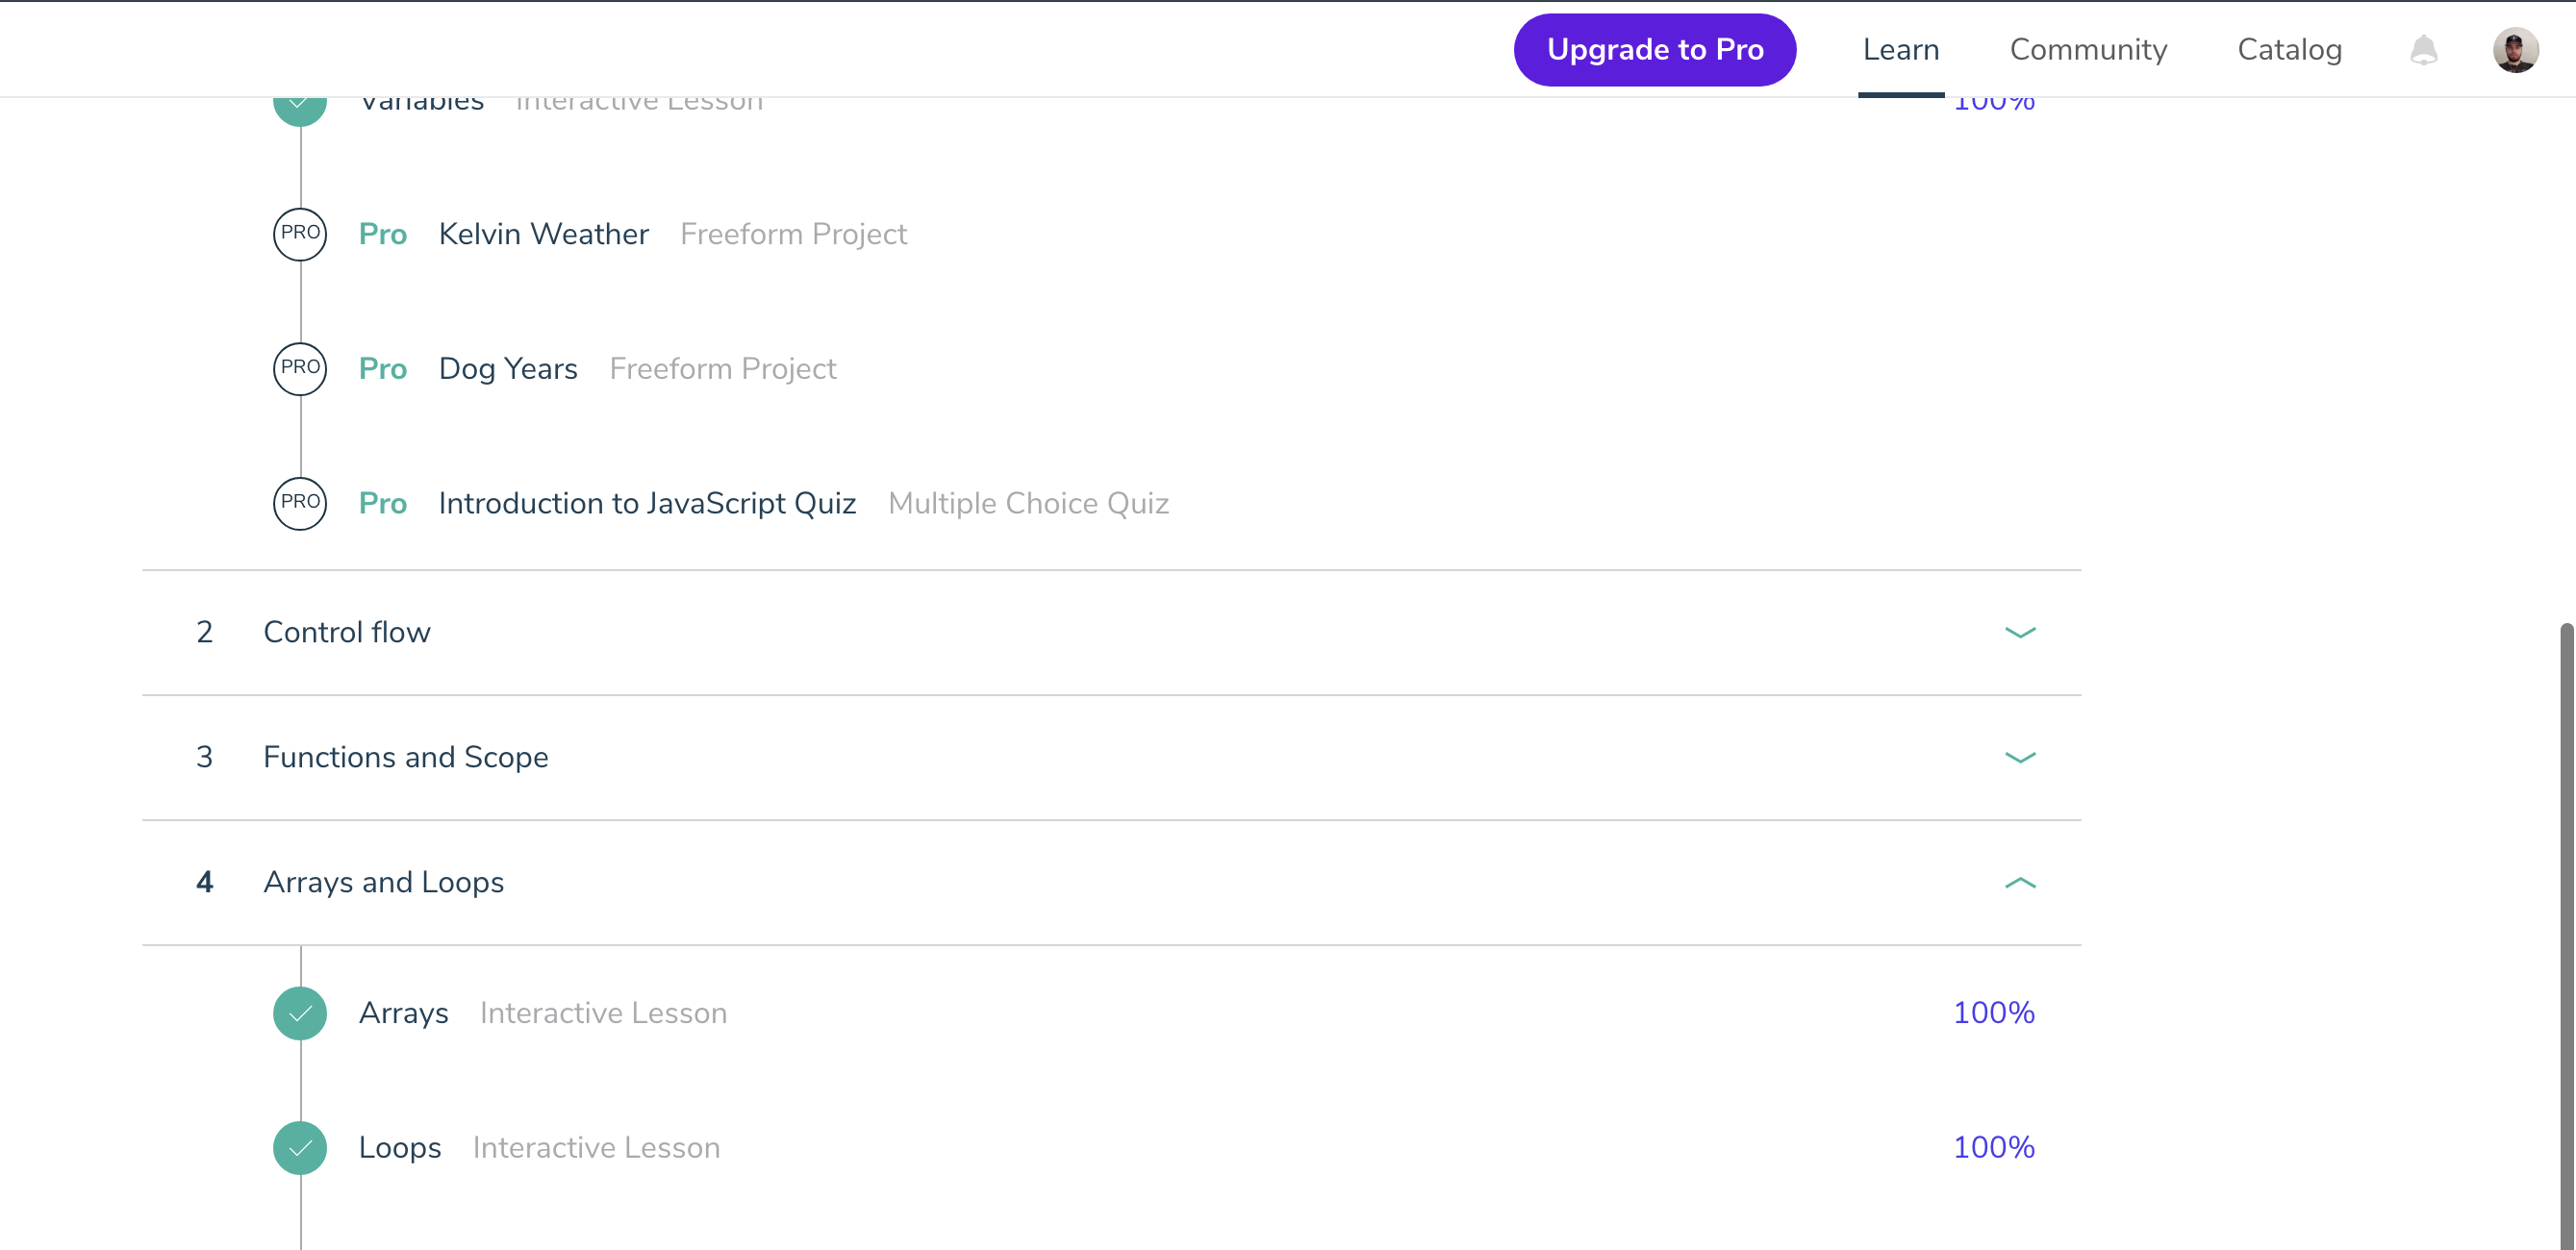 Upgrade to Pro Learn Community Catalog
Variables Interactive Lesson 100%
PRO Pro Kelvin Weather Freeform Project
PRO Pro Dog Years Freeform Project
PRO Pro Introduction to JavaScript Quiz Multiple Choice Quiz
2 Control flow
3 Functions and Scope
4 Arrays and Loops
Arrays Interactive Lesson 100%
Loops Interactive Lesson 100%